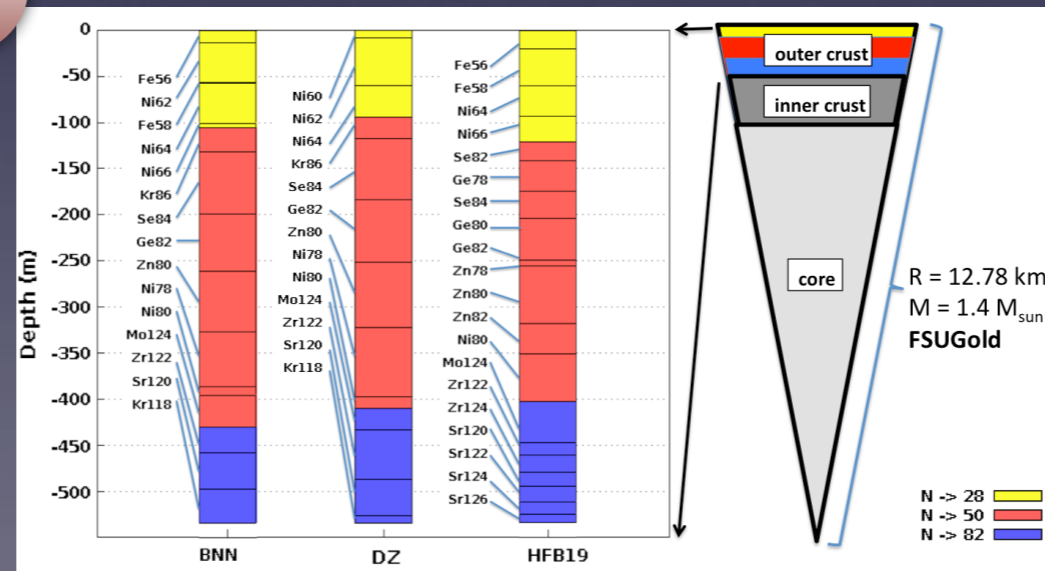 Depth (m)
0
-50
-100
-150
-200
-250
-300
-350
-400
-450
-500
Fe56
Ni62
Fe58
Ni64
Ni66
Kr86
Se84
Ge82
Zn80
Ni78
Ni80
Mo124
Zr122
Sr120
Kr118
BNN
Ni60
Ni62
Ni64
Kr86
Se84
Ge82
Zn80
Ni78
Ni80
Mo124
Zr122
Sr120
Kr118
DZ
Fe56
Fe58
Ni64
Ni66
Se82
Ge78
Se84
Ge80
Ge82
Zn78
Zn80
Zn82
Ni80
Mo124
Zr122
Zr124
Sr120
Sr122
Sr124
Sr126
HFB19
outer crust
inner crust
core
R = 12.78 km
M = 1.4 Msun
FSUGold
N -> 28
N -> 50
N -> 82